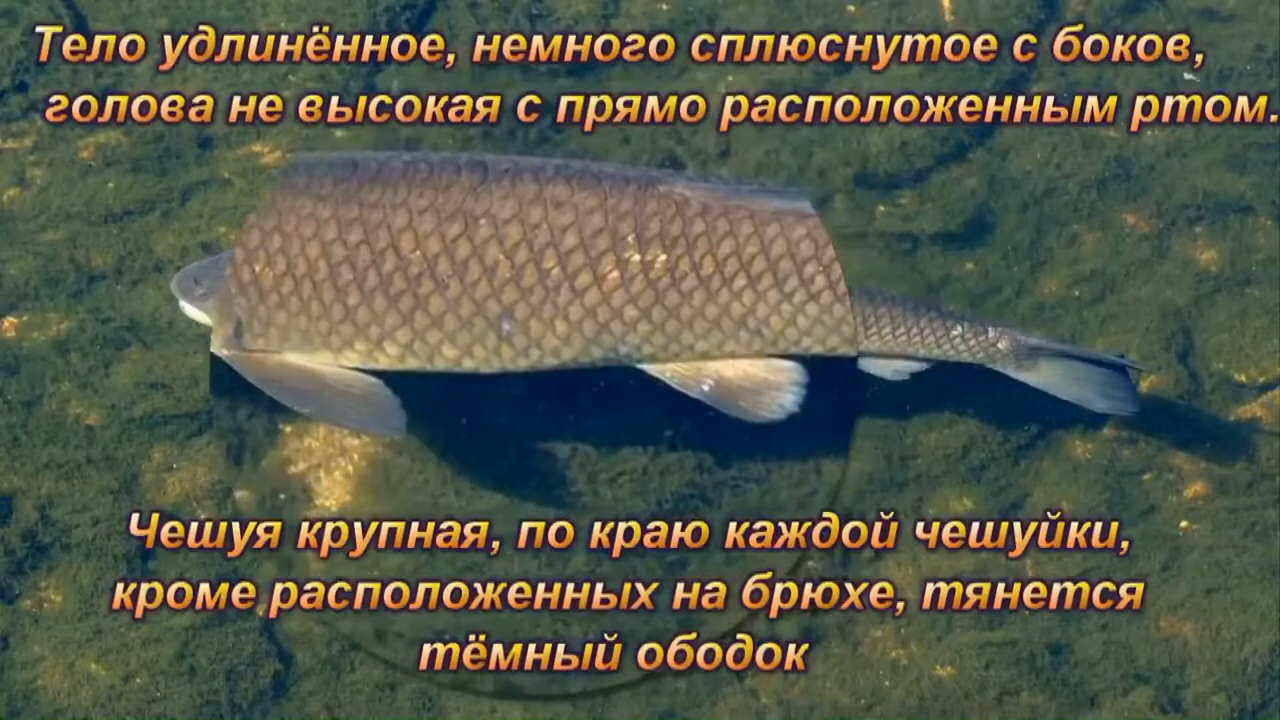 Тело удлинённое, немного сплюснутое с боков,
голова не высокая с прямо расположенным ртом.
Чешуя крупная, по краю каждой чешуйки,
кроме расположенных на брюхе, тянется
тёмный ободок